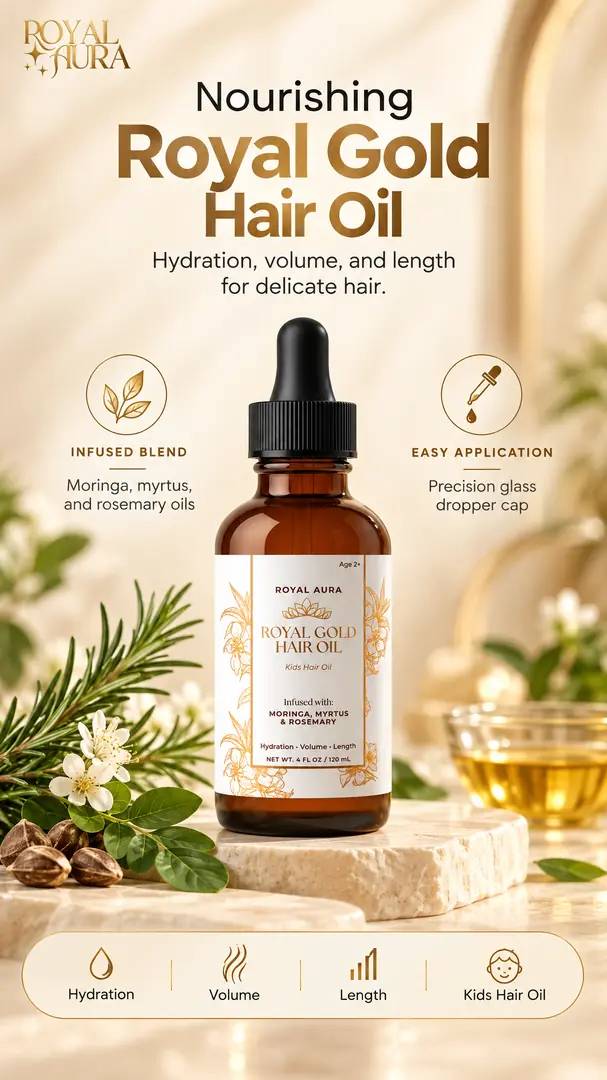 ROYAL
AURA
Nourishing
Royal Gold
Hair Oil
Hydration, volume, and length
for delicate hair.
INFUSED BLEND
Moringa, myrtus,
and rosemary oils
EASY APPLICATION
Precision glass
dropper cap
Age 2+
ROYAL AURA
ROYAL GOLD
HAIR OIL
Kids Hair Oil
Infused with:
MORINGA, MYRTUS
& ROSEMARY
Hydration • Volume • Length
NET WT. 4 FL OZ / 120 mL
Hydration
Volume
Length
Kids Hair Oil